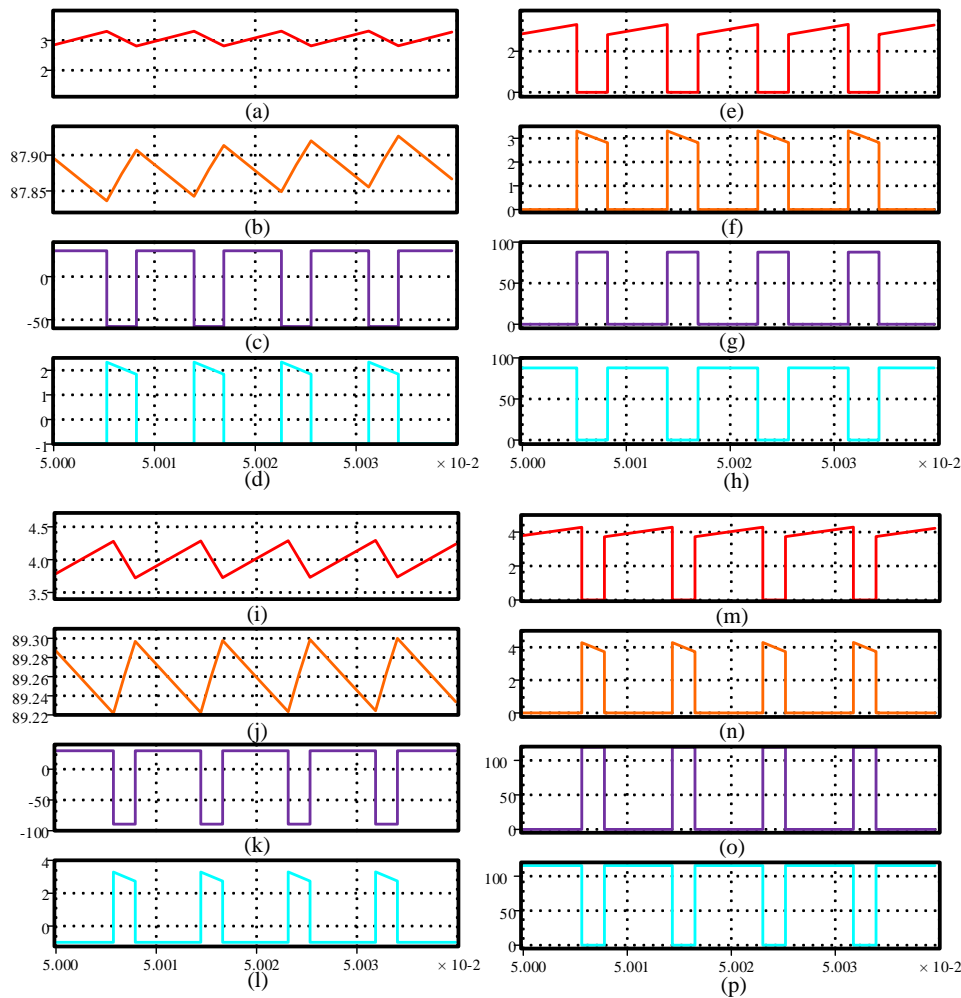 3
2
(a)
87.90
87.85
(b)
0
-50
(c)
2
1
0
-1
5.000 5.001 5.002 5.003 × 10-2
(d)
2
0
(e)
3
2
1
0
(f)
100
50
0
(g)
100
50
0
5.000 5.001 5.002 5.003 × 10-2
(h)
4.5
4.0
3.5
(i)
89.30
89.28
89.26
89.24
89.22
(j)
0
-50
-100
(k)
4
2
0
5.000 5.001 5.002 5.003 × 10-2
(l)
4
2
0
(m)
4
2
0
(n)
100
50
0
(o)
100
50
0
5.000 5.001 5.002 5.003 × 10-2
(p)